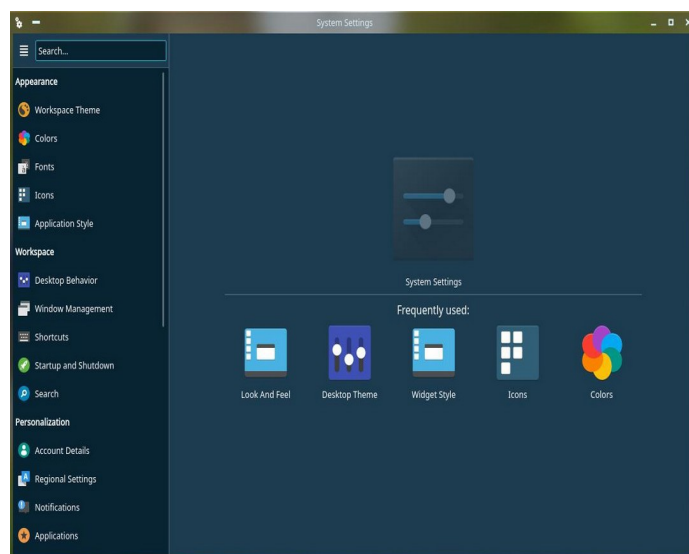 System Settings
Search...
Appearance
Workspace Theme
Colors
Fonts
Icons
Application Style
Workspace
Desktop Behavior
Window Management
Shortcuts
Startup and Shutdown
Search
Personalization
Account Details
Regional Settings
Notifications
Applications
System Settings
Frequently used:
Look And Feel
Desktop Theme
Widget Style
Icons
Colors